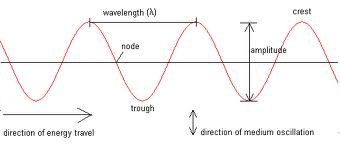 wavelength (λ)
crest
node
amplitude
trough
direction of energy travel
direction of medium oscillation